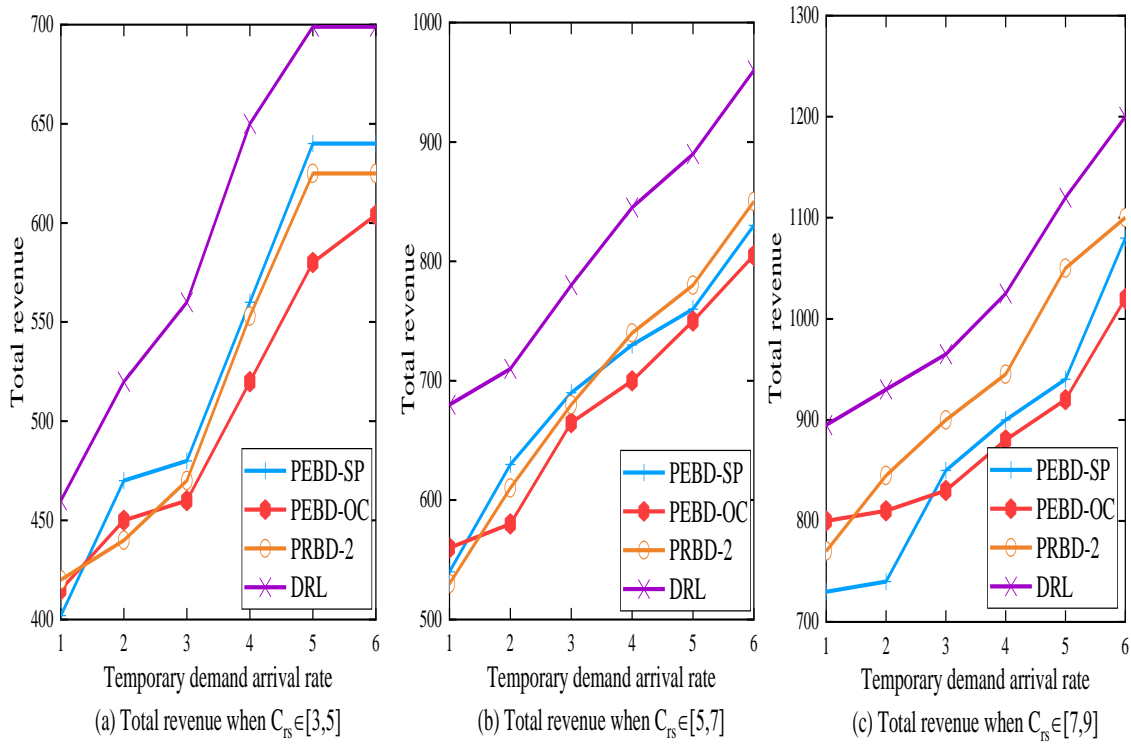 700
650
600
550
500
450
400
Total revenue
1 2 3 4 5 6
Temporary demand arrival rate
PEBD-SP
PEBD-OC
PRBD-2
DRL
(a) Total revenue when C_rs∈[3,5]
1000
900
800
700
600
500
Total revenue
1 2 3 4 5 6
Temporary demand arrival rate
PEBD-SP
PEBD-OC
PRBD-2
DRL
(b) Total revenue when C_rs∈[5,7]
1300
1200
1100
1000
900
800
700
Total revenue
1 2 3 4 5 6
Temporary demand arrival rate
PEBD-SP
PEBD-OC
PRBD-2
DRL
(c) Total revenue when C_rs∈[7,9]